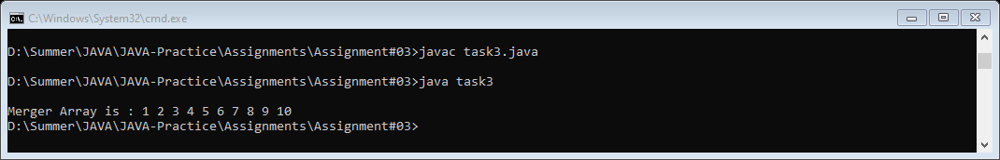 C:\Windows\System32\cmd.exe
D:\Summer\JAVA\JAVA-Practice\Assignments\Assignment#03>javac task3.java
D:\Summer\JAVA\JAVA-Practice\Assignments\Assignment#03>java task3
Merger Array is : 1 2 3 4 5 6 7 8 9 10
D:\Summer\JAVA\JAVA-Practice\Assignments\Assignment#03>